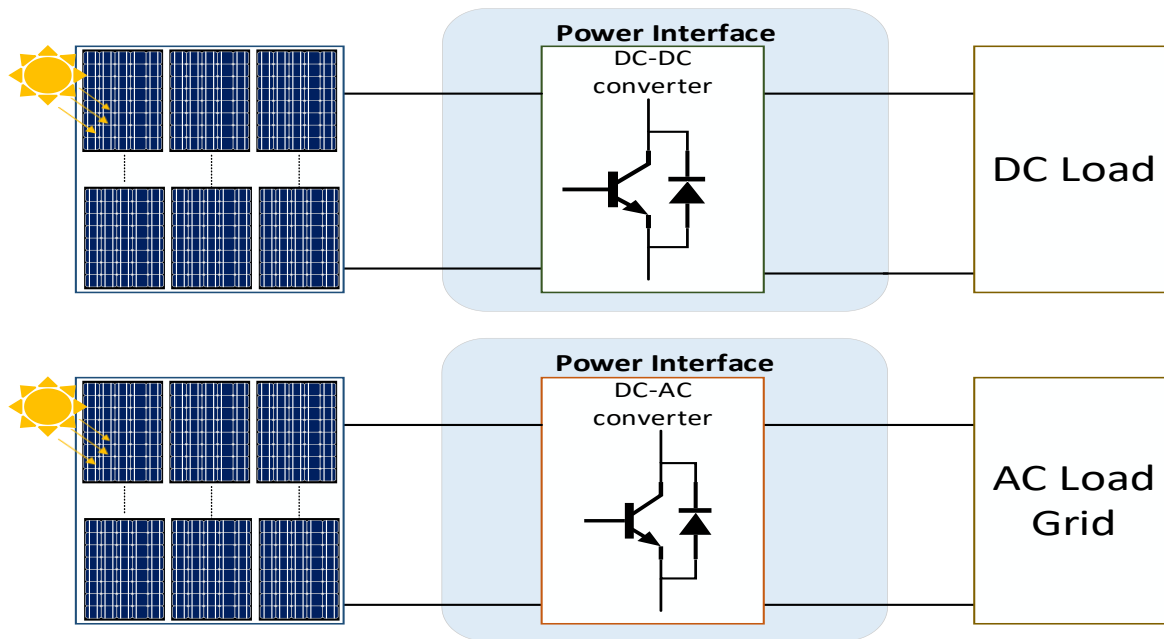 Power Interface
DC-DC
converter
DC Load
Power Interface
DC-AC
converter
AC Load
Grid